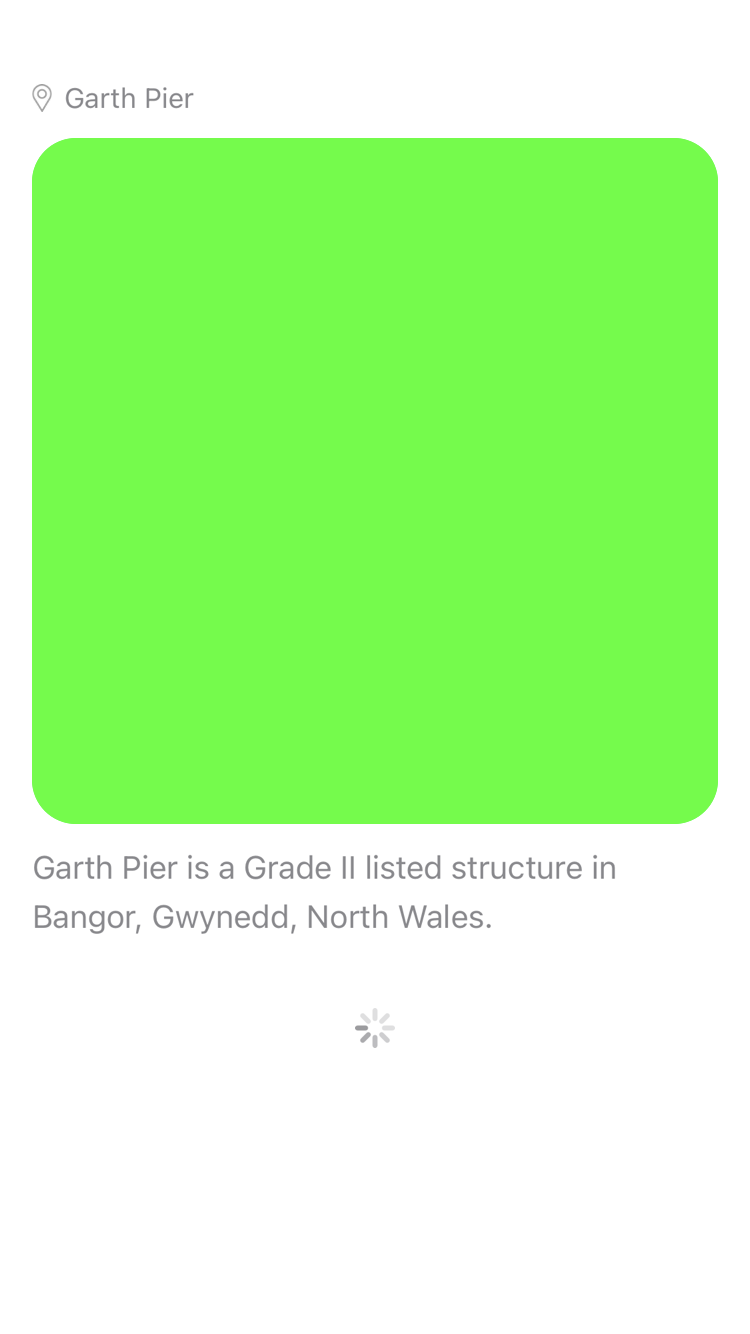 Garth Pier
Garth Pier is a Grade II listed structure in
Bangor, Gwynedd, North Wales.